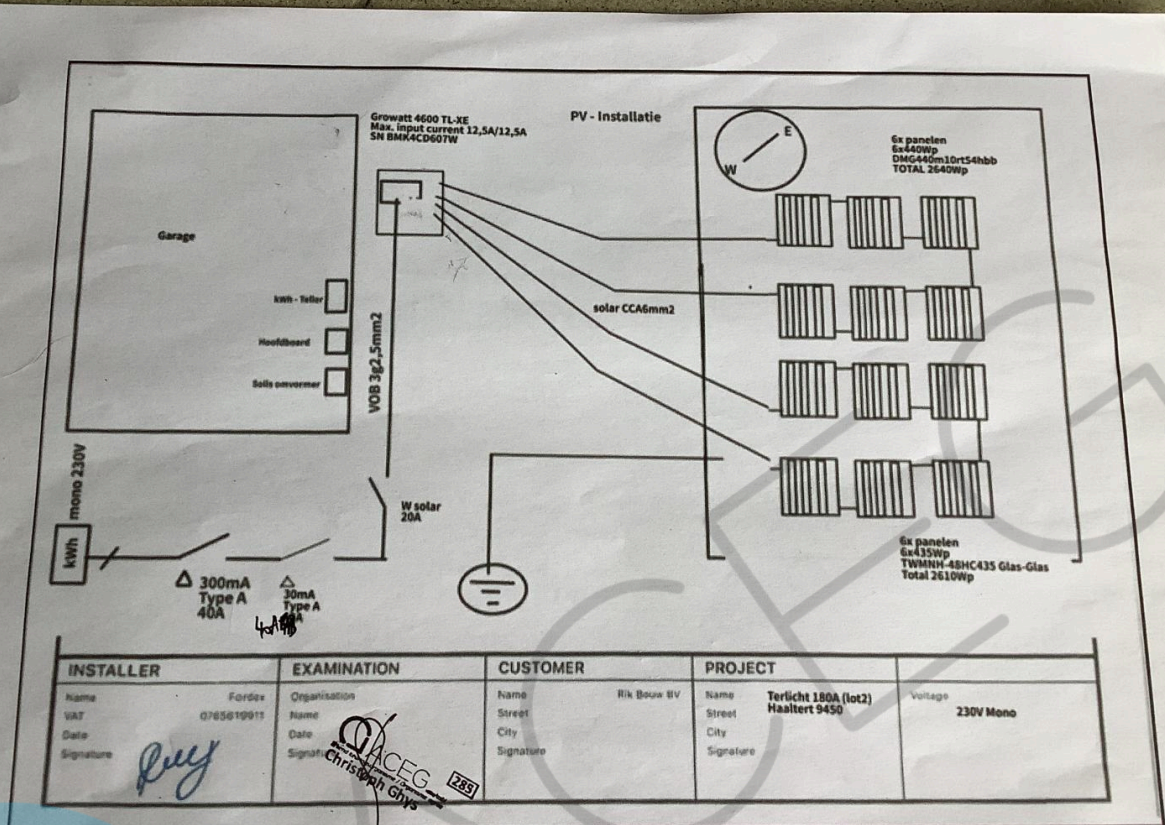 Growatt 4600 TL-XE
Max. input current 12,5A/12,5A
SN BMK4CD607W
PV - Installatie
E
W
6x panelen
6x440Wp
DMG440m10rt54hbb
TOTAL 2640Wp
Garage
kWh - Teller
Hoofdboard
Solis omvormer
VOB 3g2,5mm2
solar CCA6mm2
mono 230V
kWh
W solar
20A
Δ 300mA
Type A
40A
Δ
30mA
Type A
6x panelen
6x435Wp
TWMNH-48HC435 Glas-Glas
Total 2610Wp
INSTALLER
Name Fordex
VAT 0765619911
Date
Signature
EXAMINATION
Organisation
Name
Date
ACEG
Christoph Ghys
285
CUSTOMER
Name Rik Bouw BV
Street
City
Signature
PROJECT
Name Terlicht 180A (lot2)
Street Haaltert 9450
City
Signature
Voltage
230V Mono